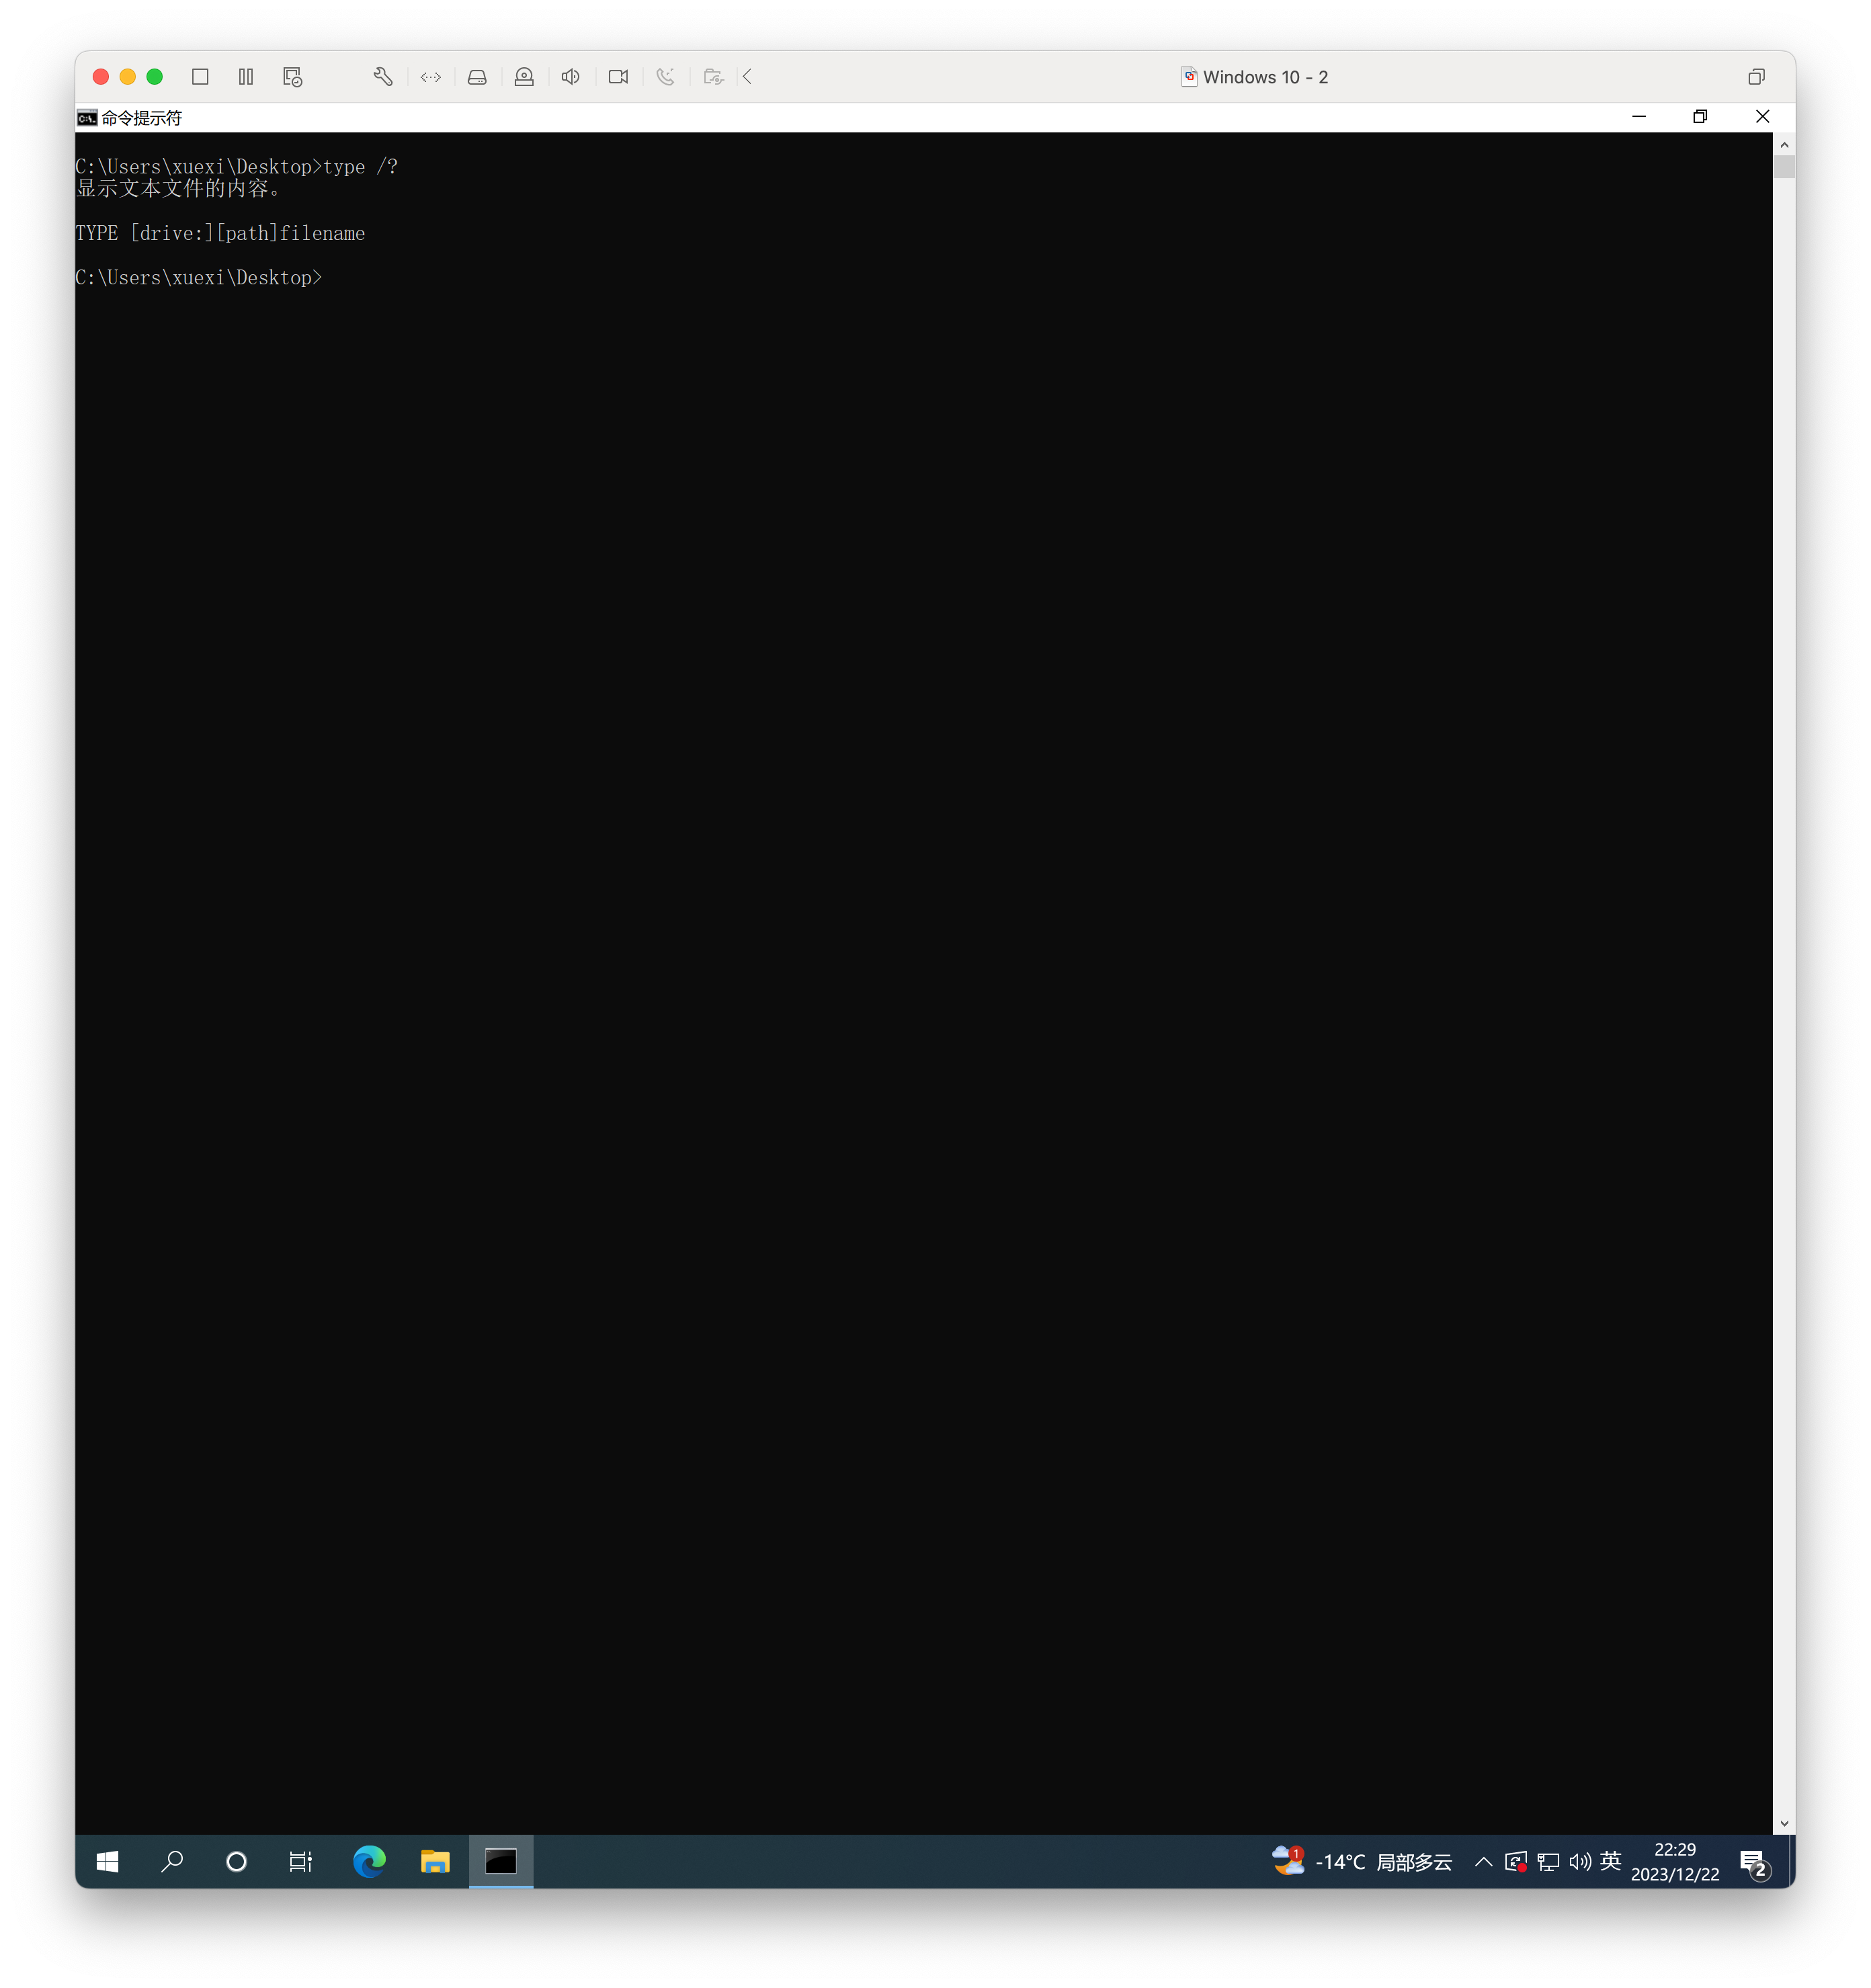 Windows 10 - 2
命令提示符
C:\Users\xuexi\Desktop>type /?
显示文本文件的内容。
TYPE [drive:][path]filename
C:\Users\xuexi\Desktop>
1
-14°C 局部多云
英
22:29
2023/12/22
2